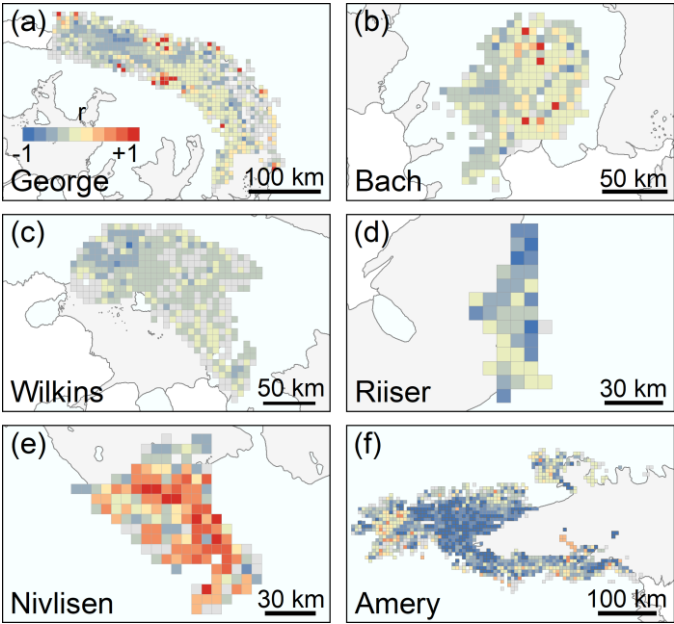 (a)
r
-1 +1
George
100 km
(b)
Bach
50 km
(c)
Wilkins
50 km
(d)
Riiser
30 km
(e)
Nivlisen
30 km
(f)
Amery
100 km